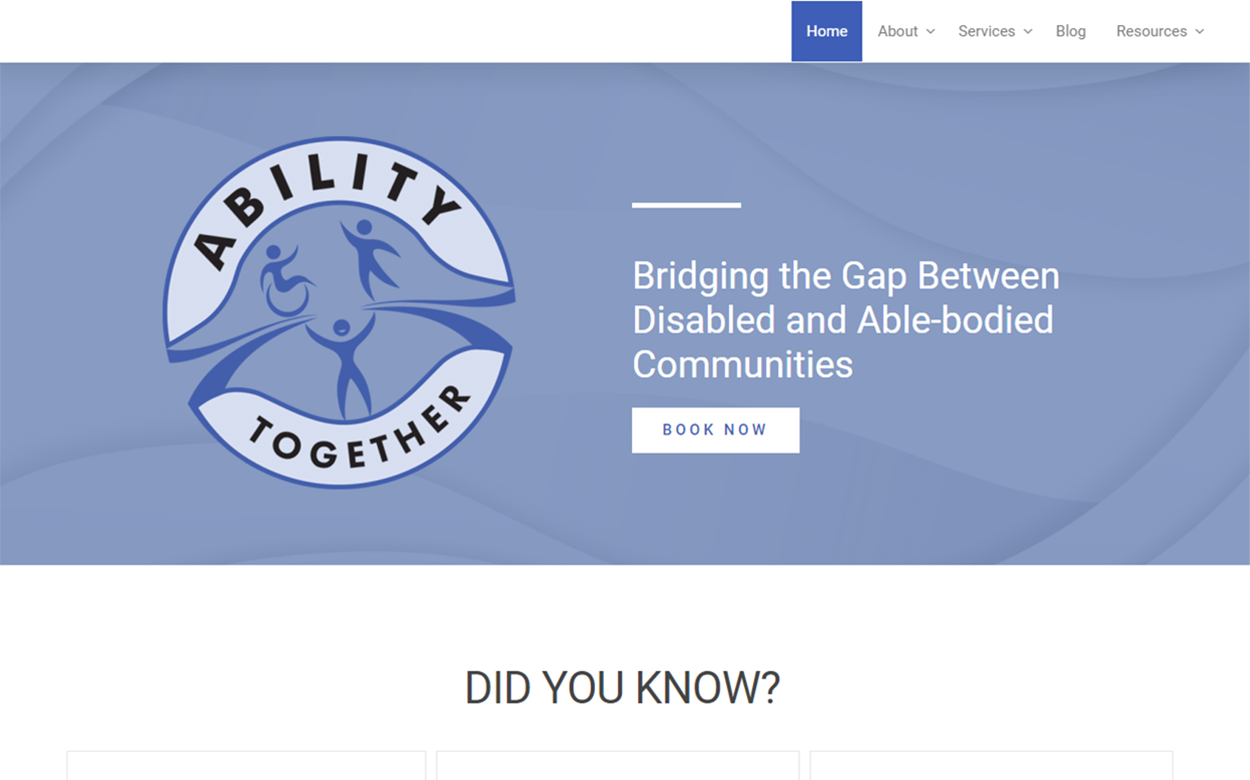 Home About Services Blog Resources
ABILITY
TOGETHER
Bridging the Gap Between
Disabled and Able-bodied
Communities
BOOK NOW
DID YOU KNOW?